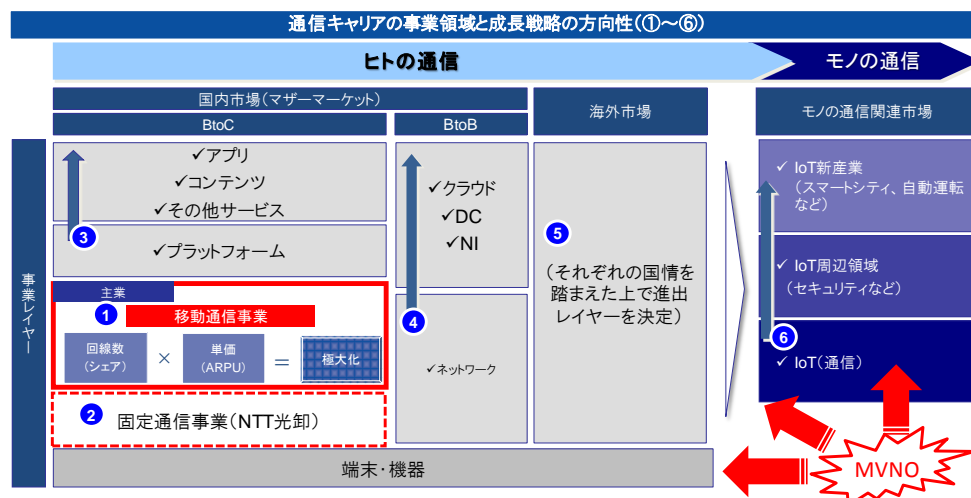 通信キャリアの事業領域と成長戦略の方向性(①～⑥)
ヒトの通信
モノの通信
国内市場(マザーマーケット)
海外市場
モノの通信関連市場
BtoC
BtoB
事業レイヤー
✓アプリ
✓コンテンツ
✓その他サービス
3
✓プラットフォーム
主業
1
移動通信事業
回線数
(シェア)
×
単価
(ARPU)
=
極大化
2
固定通信事業(NTT光卸)
✓クラウド
✓DC
✓NI
4
✓ネットワーク
5
(それぞれの国情を
踏まえた上で進出
レイヤーを決定)
✓ IoT新産業
(スマートシティ、自動運転
など)
✓ IoT周辺領域
(セキュリティなど)
6
✓ IoT(通信)
端末・機器
MVNO